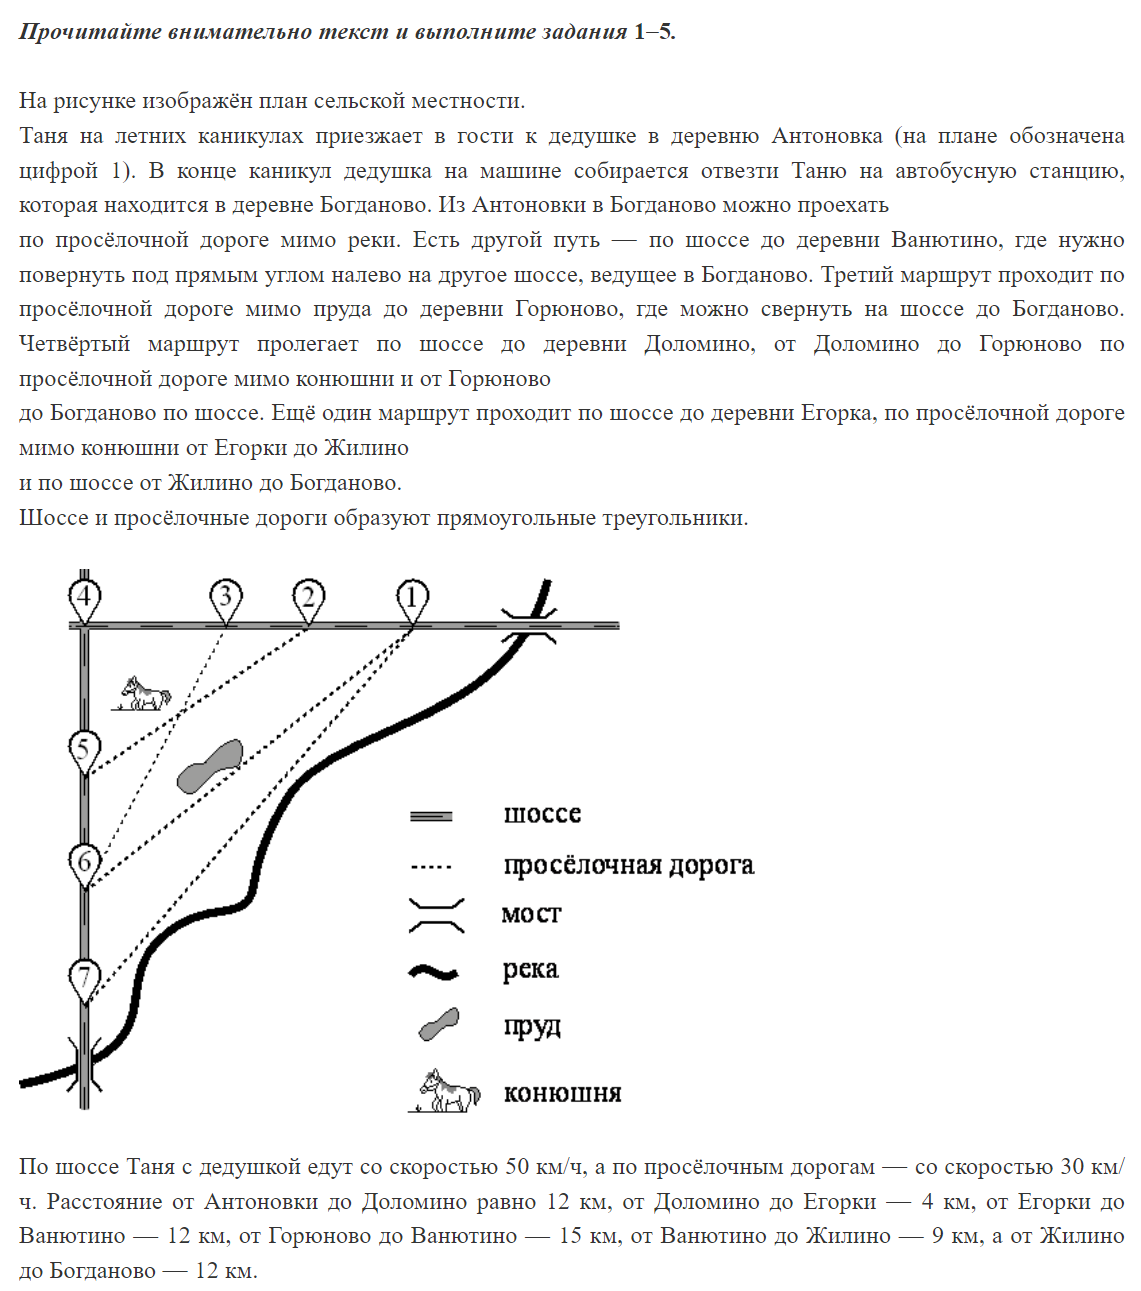 Прочитайте внимательно текст и выполните задания 1–5.
На рисунке изображён план сельской местности.
Таня на летних каникулах приезжает в гости к дедушке в деревню Антоновка (на плане обозначена
цифрой 1). В конце каникул дедушка на машине собирается отвезти Таню на автобусную станцию,
которая находится в деревне Богданово. Из Антоновки в Богданово можно проехать
по просёлочной дороге мимо реки. Есть другой путь — по шоссе до деревни Ванютино, где нужно
повернуть под прямым углом налево на другое шоссе, ведущее в Богданово. Третий маршрут проходит по
просёлочной дороге мимо пруда до деревни Горюново, где можно свернуть на шоссе до Богданово.
Четвёртый маршрут пролегает по шоссе до деревни Доломино, от Доломино до Горюново по
просёлочной дороге мимо конюшни и от Горюново
до Богданово по шоссе. Ещё один маршрут проходит по шоссе до деревни Егорка, по просёлочной дороге
мимо конюшни от Егорки до Жилино
и по шоссе от Жилино до Богданово.
Шоссе и просёлочные дороги образуют прямоугольные треугольники.
4 3 2 1
5
6
7
шоссе
просёлочная дорога
мост
река
пруд
конюшня
По шоссе Таня с дедушкой едут со скоростью 50 км/ч, а по просёлочным дорогам — со скоростью 30 км/
ч. Расстояние от Антоновки до Доломино равно 12 км, от Доломино до Егорки — 4 км, от Егорки до
Ванютино — 12 км, от Горюново до Ванютино — 15 км, от Ванютино до Жилино — 9 км, а от Жилино
до Богданово — 12 км.